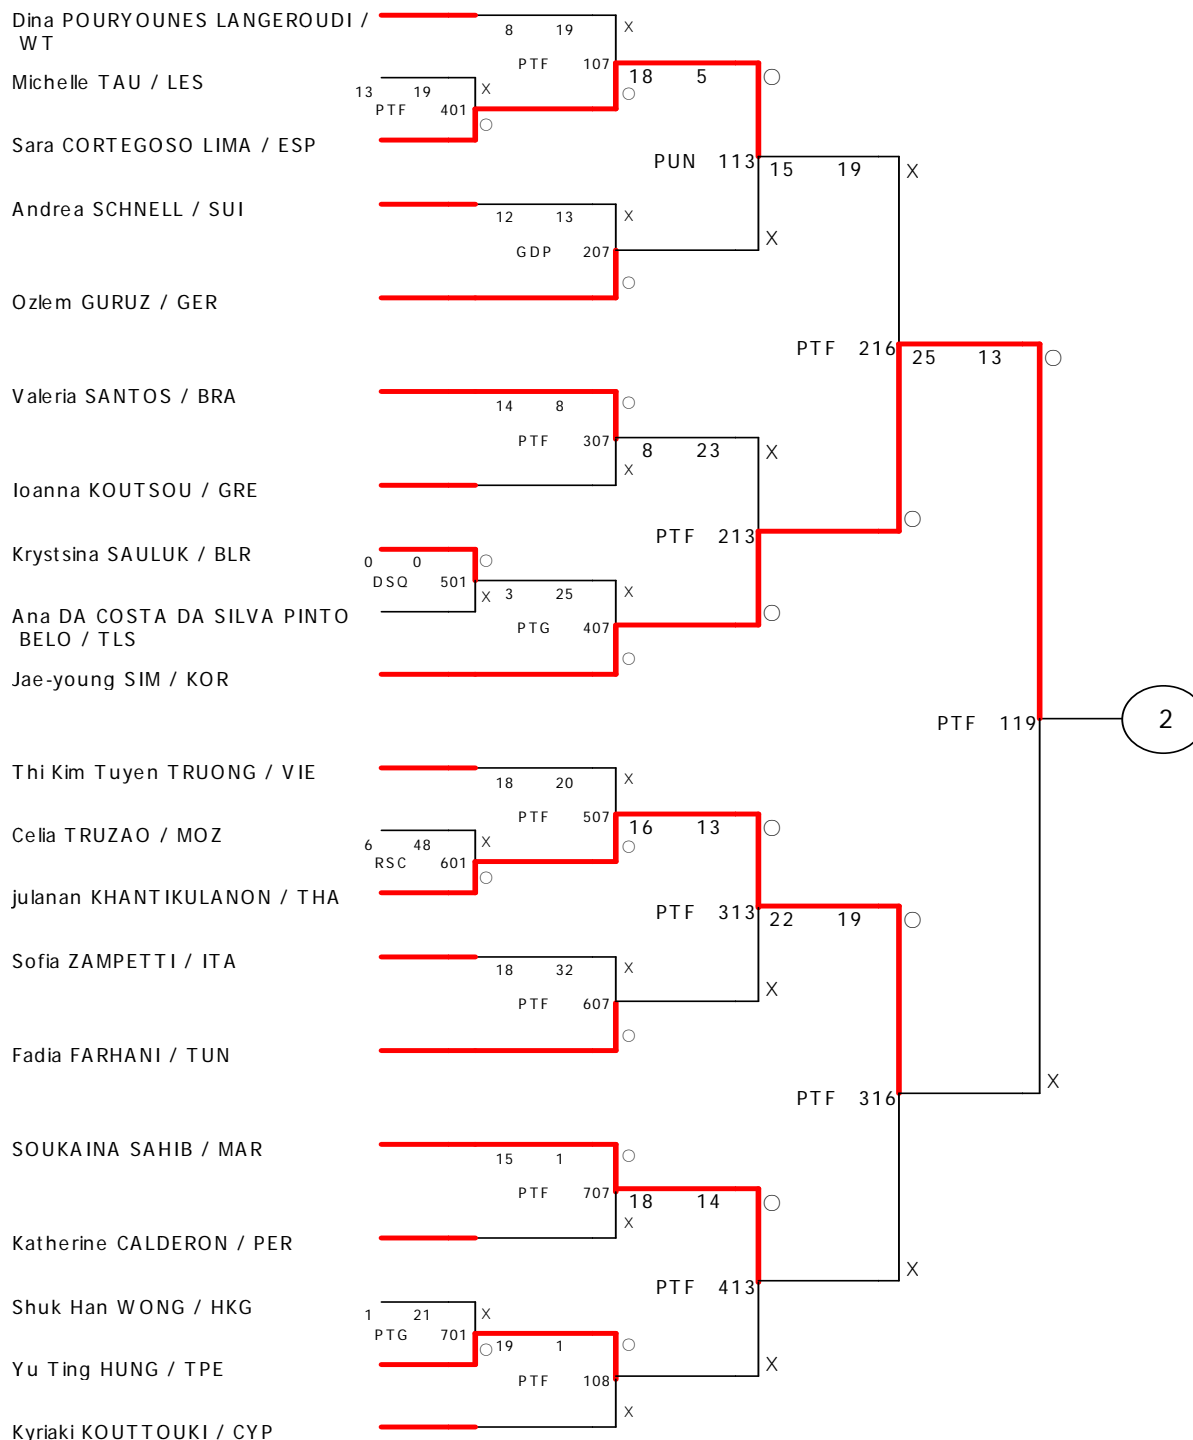 Dina POURYOUNES LANGEROUDI /
WT
8 19 X
PTF 107
18 5 O
Michelle TAU / LES
13 19 X
PTF 401
O
O
Sara CORTEGOSO LIMA / ESP
PUN 113
15 19 X
Andrea SCHNELL / SUI
12 13 X
GDP 207
X
O
Ozlem GURUZ / GER
PTF 216
25 13 O
Valeria SANTOS / BRA
14 8 O
PTF 307
8 23 X
X
Ioanna KOUTSOU / GRE
PTF 213
O
Krystsina SAULUK / BLR
0 0 O
DSQ 501
X
3 25 X
Ana DA COSTA DA SILVA PINTO
BELO / TLS
PTG 407
O
O
Jae-young SIM / KOR
PTF 119
2
Thi Kim Tuyen TRUONG / VIE
18 20 X
PTF 507
16 13 O
Celia TRUZAO / MOZ
6 48 X
RSC 601
O
O
julanan KHANTIKULANON / THA
PTF 313
22 19 O
Sofia ZAMPETTI / ITA
18 32 X
PTF 607
X
O
Fadia FARHANI / TUN
X
PTF 316
SOUKAINA SAHIB / MAR
15 1 O
PTF 707
18 14 O
X
Katherine CALDERON / PER
PTF 413
X
Shuk Han WONG / HKG
1 21 X
PTG 701
O
19 1 O
Yu Ting HUNG / TPE
PTF 108
X
X
Kyriaki KOUTTOUKI / CYP